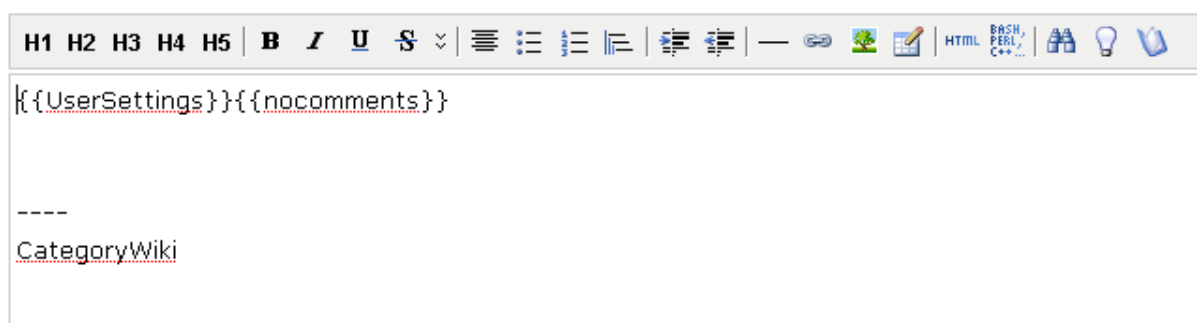 H1 H2 H3 H4 H5 B I U S HTML BASH, PERL, C++...
{{UserSettings}}{{nocomments}}
----
CategoryWiki